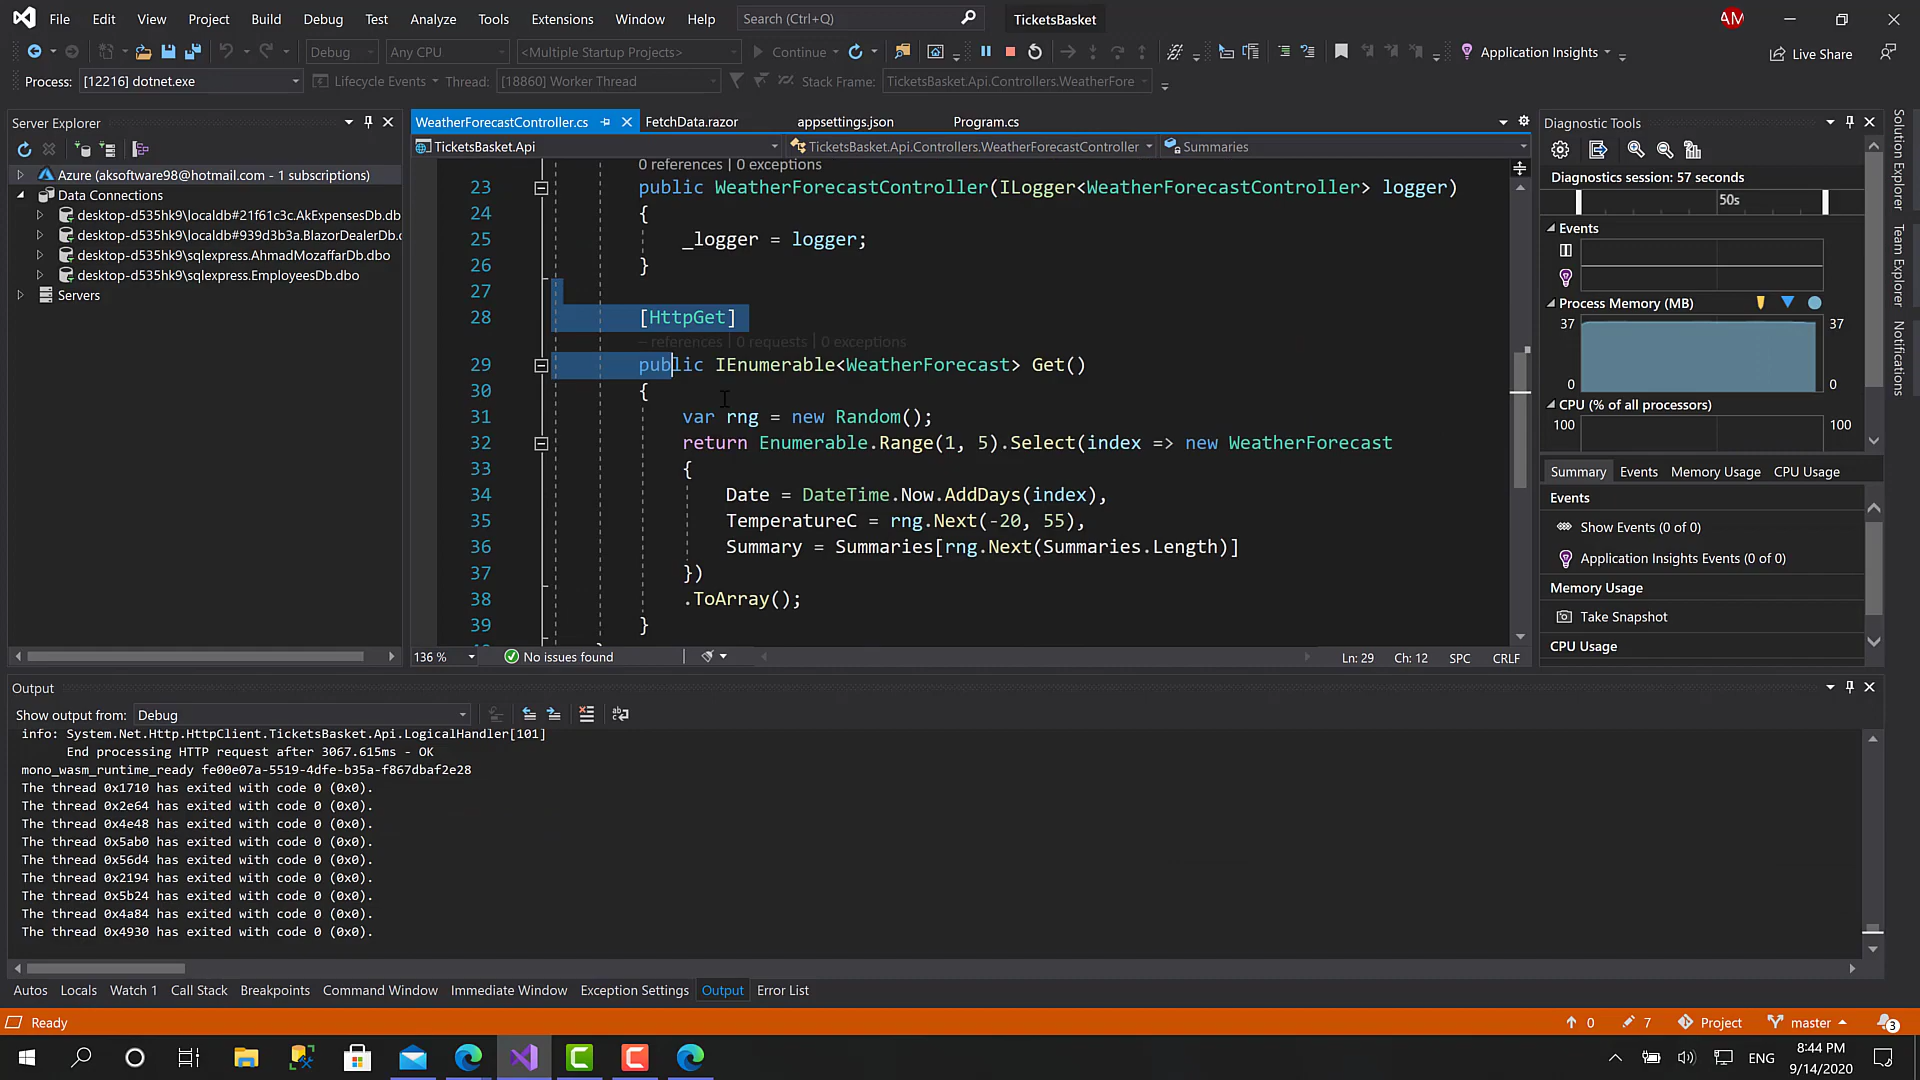 File Edit View Project Build Debug Test Analyze Tools Extensions Window Help Search (Ctrl+Q) TicketsBasket AM
Debug Any CPU <Multiple Startup Projects> Continue Application Insights Live Share
Process: [12216] dotnet.exe Lifecycle Events Thread: [18860] Worker Thread Stack Frame: TicketsBasket.Api.Controllers.WeatherFore
Server Explorer
Azure (aksoftware98@hotmail.com - 1 subscriptions)
Data Connections
desktop-d535hk9\localdb#21f61c3c.AkExpensesDb.db
desktop-d535hk9\localdb#939d3b3a.BlazorDealerDb.c
desktop-d535hk9\sqlexpress.AhmadMozaffarDb.dbo
desktop-d535hk9\sqlexpress.EmployeesDb.dbo
Servers
WeatherForecastController.cs FetchData.razor appsettings.json Program.cs
TicketsBasket.Api TicketsBasket.Api.Controllers.WeatherForecastController Summaries
0 references | 0 exceptions
23 public WeatherForecastController(ILogger<WeatherForecastController> logger)
24 {
25 _logger = logger;
26 }
27
28 [HttpGet]
– references | 0 requests | 0 exceptions
29 public IEnumerable<WeatherForecast> Get()
30 {
31 var rng = new Random();
32 return Enumerable.Range(1, 5).Select(index => new WeatherForecast
33 {
34 Date = DateTime.Now.AddDays(index),
35 TemperatureC = rng.Next(-20, 55),
36 Summary = Summaries[rng.Next(Summaries.Length)]
37 })
38 .ToArray();
39 }
136 % No issues found Ln: 29 Ch: 12 SPC CRLF
Diagnostic Tools
Diagnostics session: 57 seconds
50s
Events
Process Memory (MB)
37 37
0 0
CPU (% of all processors)
100 100
Summary Events Memory Usage CPU Usage
Events
Show Events (0 of 0)
Application Insights Events (0 of 0)
Memory Usage
Take Snapshot
CPU Usage
Solution Explorer
Team Explorer
Notifications
Output
Show output from: Debug
info: System.Net.Http.HttpClient.TicketsBasket.Api.LogicalHandler[101]
End processing HTTP request after 3067.615ms - OK
mono_wasm_runtime_ready fe00e07a-5519-4dfe-b35a-f867dbaf2e28
The thread 0x1710 has exited with code 0 (0x0).
The thread 0x2e64 has exited with code 0 (0x0).
The thread 0x4e48 has exited with code 0 (0x0).
The thread 0x5ab0 has exited with code 0 (0x0).
The thread 0x56d4 has exited with code 0 (0x0).
The thread 0x2194 has exited with code 0 (0x0).
The thread 0x5b24 has exited with code 0 (0x0).
The thread 0x4a84 has exited with code 0 (0x0).
The thread 0x4930 has exited with code 0 (0x0).
Autos Locals Watch 1 Call Stack Breakpoints Command Window Immediate Window Exception Settings Output Error List
Ready 0 7 Project master 3
ENG 8:44 PM
9/14/2020